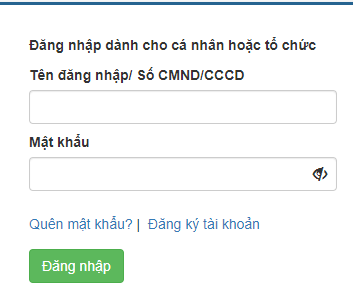 Đăng nhập dành cho cá nhân hoặc tổ chức
Tên đăng nhập/ Số CMND/CCCD
Mật khẩu
Quên mật khẩu? | Đăng ký tài khoản
Đăng nhập